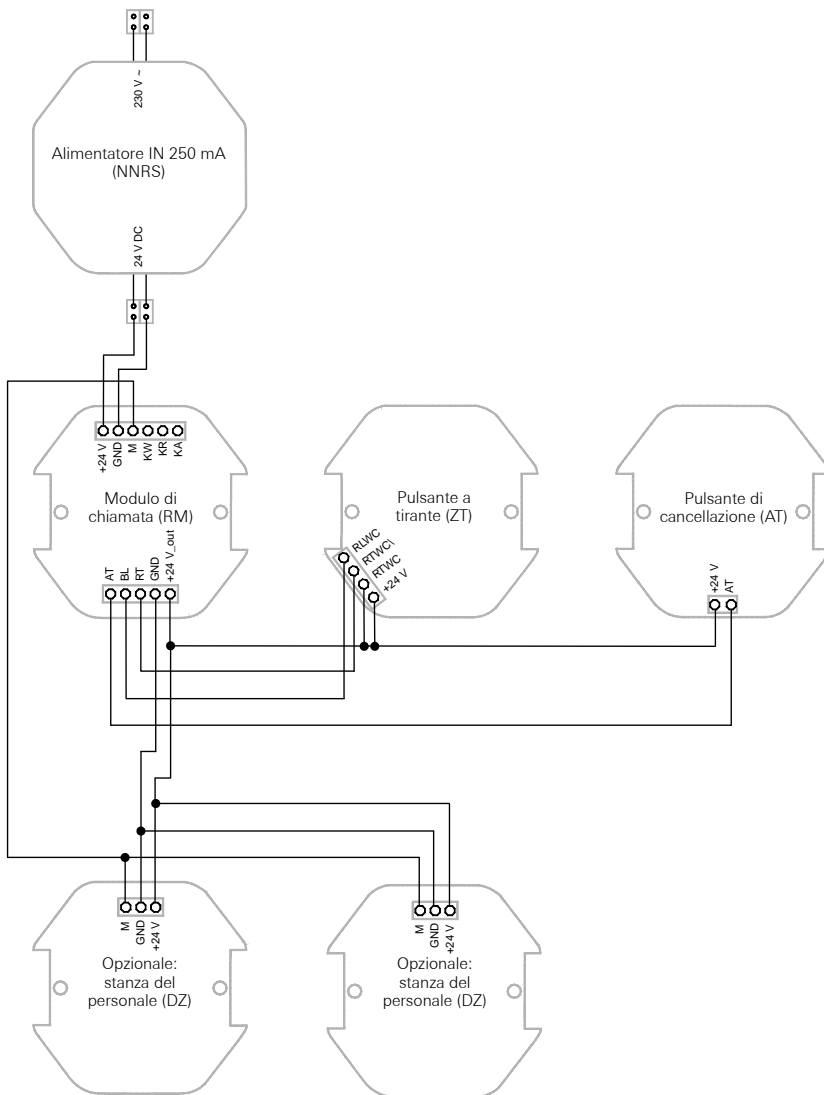 230 V ~
Alimentatore IN 250 mA
(NNRS)
24 V DC
+24 V
GND
M
KW
KR
KA
Modulo di
chiamata (RM)
AT
BL
RT
GND
+24 V_out
Pulsante a
tirante (ZT)
RLWC
RTWC\
RTWC
+24 V
Pulsante di
cancellazione (AT)
+24 V
AT
M
GND
+24 V
Opzionale:
stanza del
personale (DZ)
M
GND
+24 V
Opzionale:
stanza del
personale (DZ)